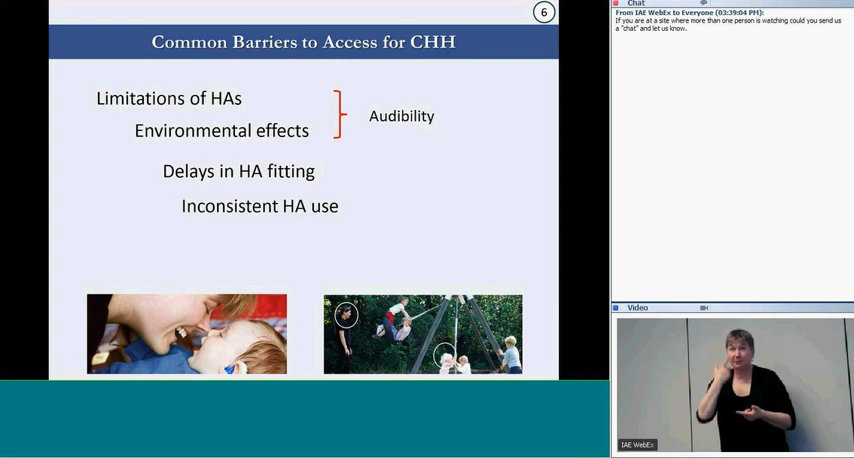 6
Common Barriers to Access for CHH
Limitations of HAs
Environmental effects
Audibility
Delays in HA fitting
Inconsistent HA use
Chat
From IAE WebEx to Everyone (03:39:04 PM):
If you are at a site where more than one person is watching could you send us
a "chat" and let us know.
Video
IAE WebEx